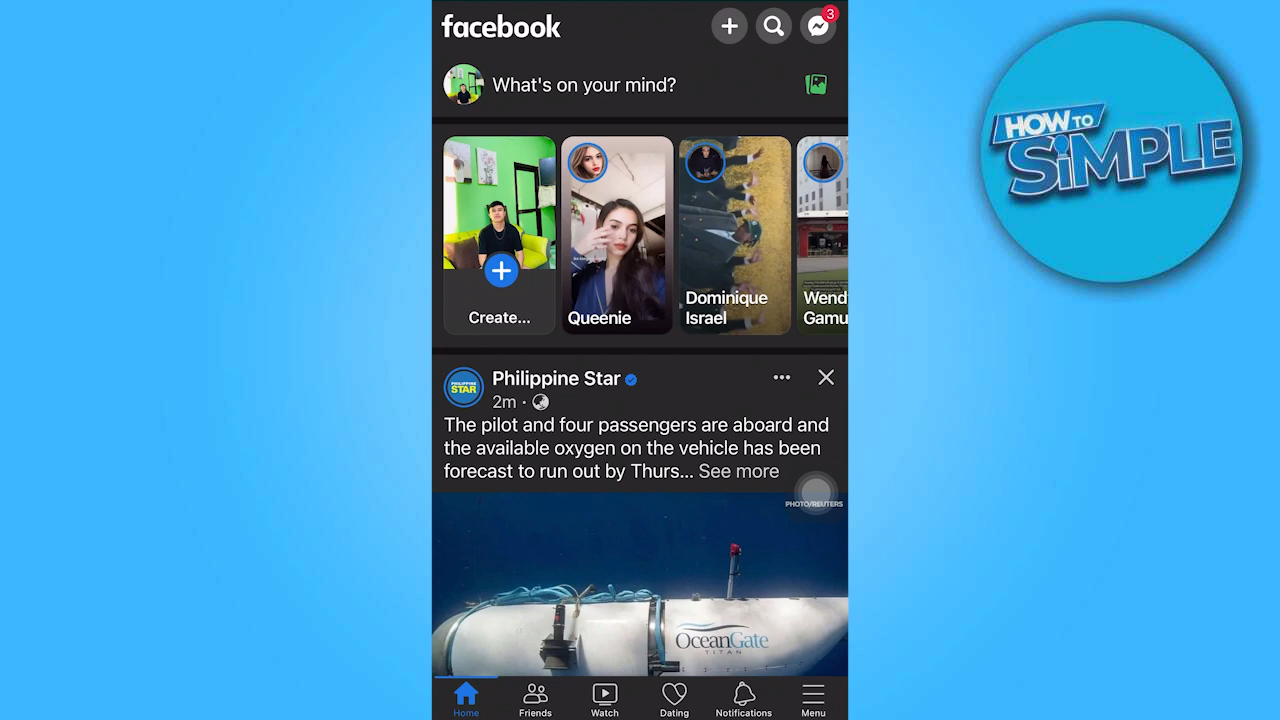 facebook
3
HOW TO
SiMPLE
What's on your mind?
Create...
Queenie
Dominique
Israel
Wend
Gamu
PHILIPPINE
STAR
Philippine Star
2m ·
The pilot and four passengers are aboard and
the available oxygen on the vehicle has been
forecast to run out by Thurs... See more
PHOTO/REUTERS
OceanGate
TITAN
Home
Friends
Watch
Dating
Notifications
Menu